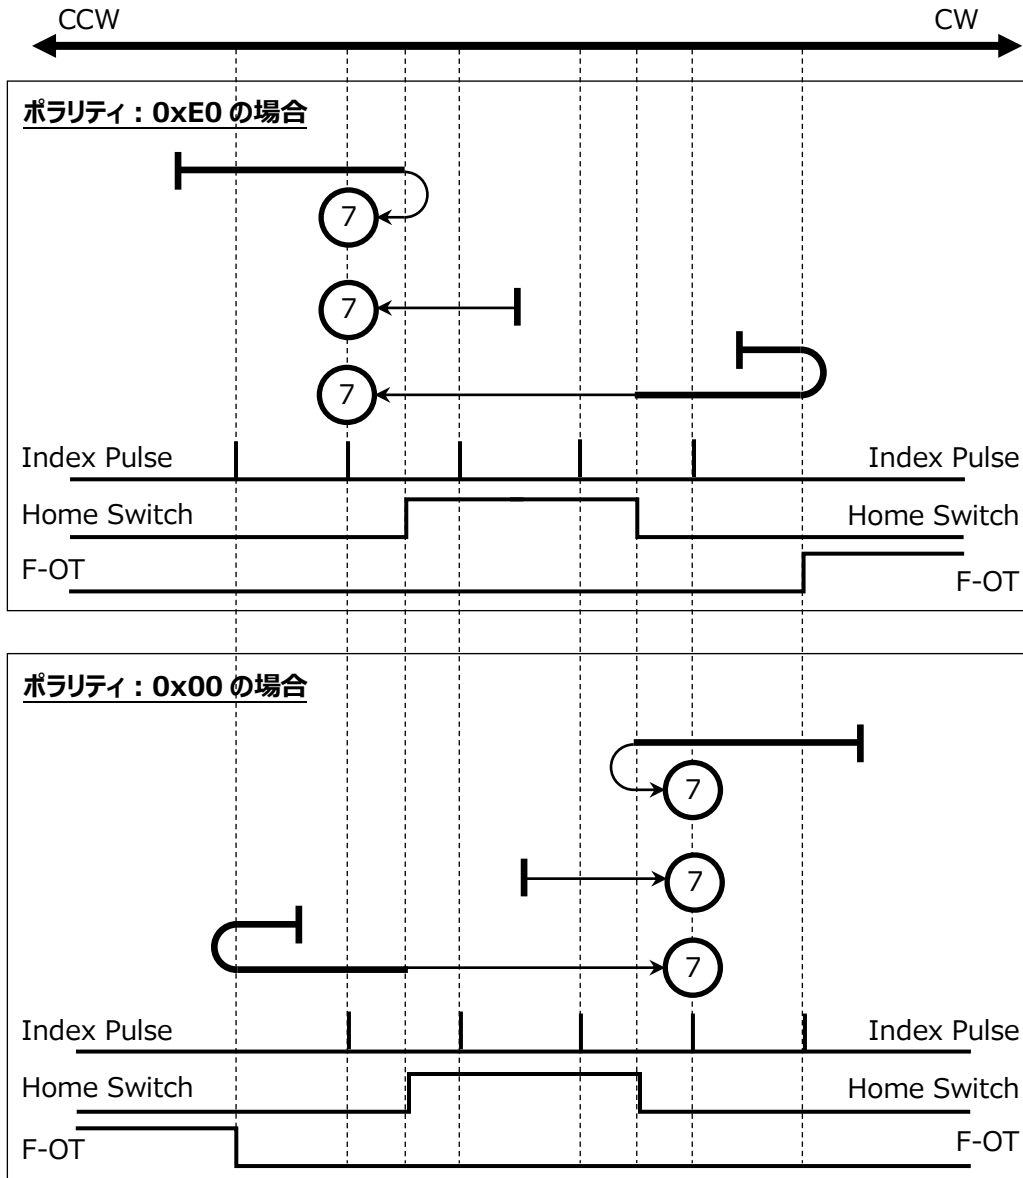 CCW CW
ポラリティ：0xE0 の場合
7
7
7
Index Pulse Index Pulse
Home Switch Home Switch
F-OT F-OT
ポラリティ：0x00 の場合
7
7
7
Index Pulse Index Pulse
Home Switch Home Switch
F-OT F-OT